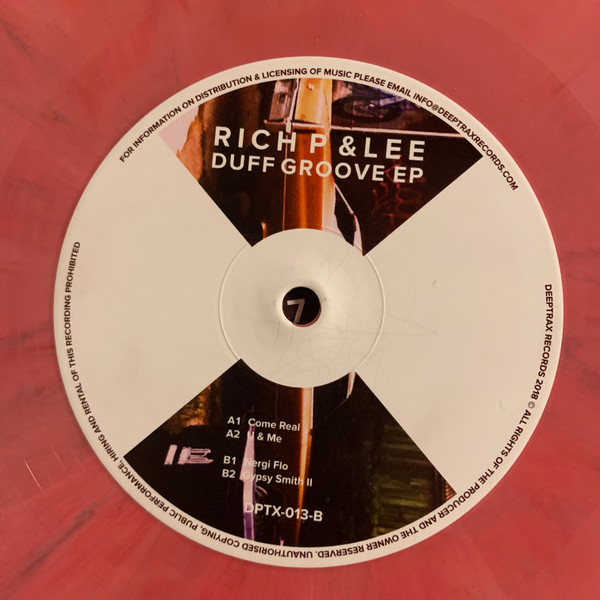 FOR INFORMATION ON DISTRIBUTION & LICENSING OF MUSIC PLEASE EMAIL INFO@DEEPTRAXRECORDS.COM
RICH P & LEE
DUFF GROOVE EP
7
A1 Come Real
A2 U & Me
B1 Nergi Flo
B2 Gypsy Smith II
DPTX-013-B
DEEPTRAX RECORDS 2018 © ALL RIGHTS OF THE PRODUCER AND THE OWNER RESERVED. UNAUTHORISED COPYING, PUBLIC PERFORMANCE, HIRING AND RENTAL OF THIS RECORDING PROHIBITED